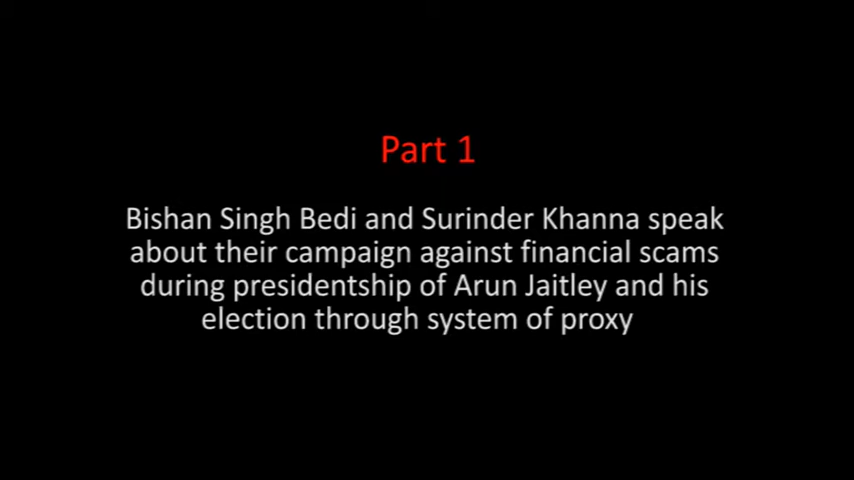 Part 1
Bishan Singh Bedi and Surinder Khanna speak
about their campaign against financial scams
during presidentship of Arun Jaitley and his
election through system of proxy